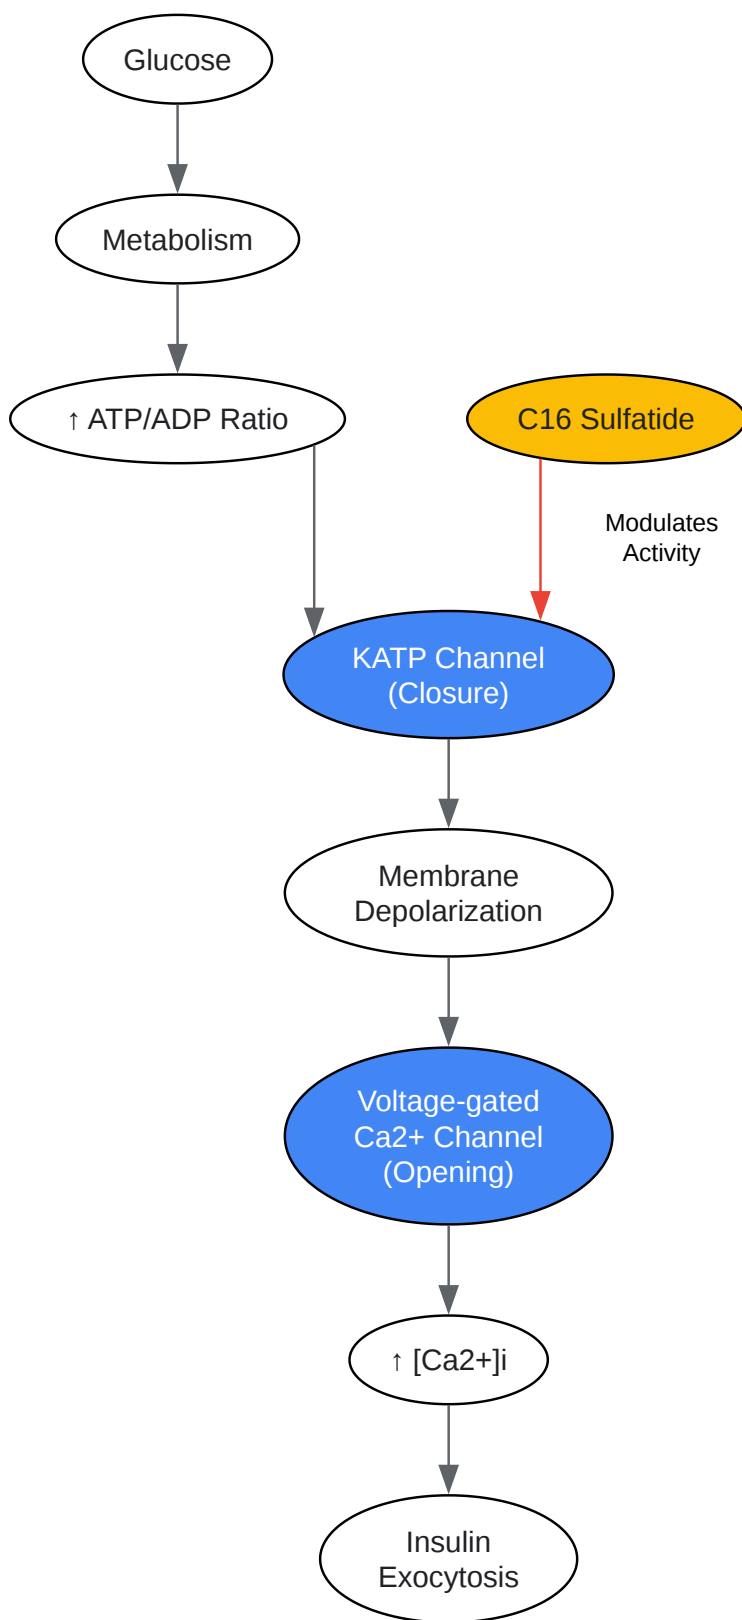 Glucose
Metabolism
↑ ATP/ADP Ratio
C16 Sulfatide
Modulates
Activity
KATP Channel
(Closure)
Membrane
Depolarization
Voltage-gated
Ca2+ Channel
(Opening)
↑ [Ca2+]i
Insulin
Exocytosis